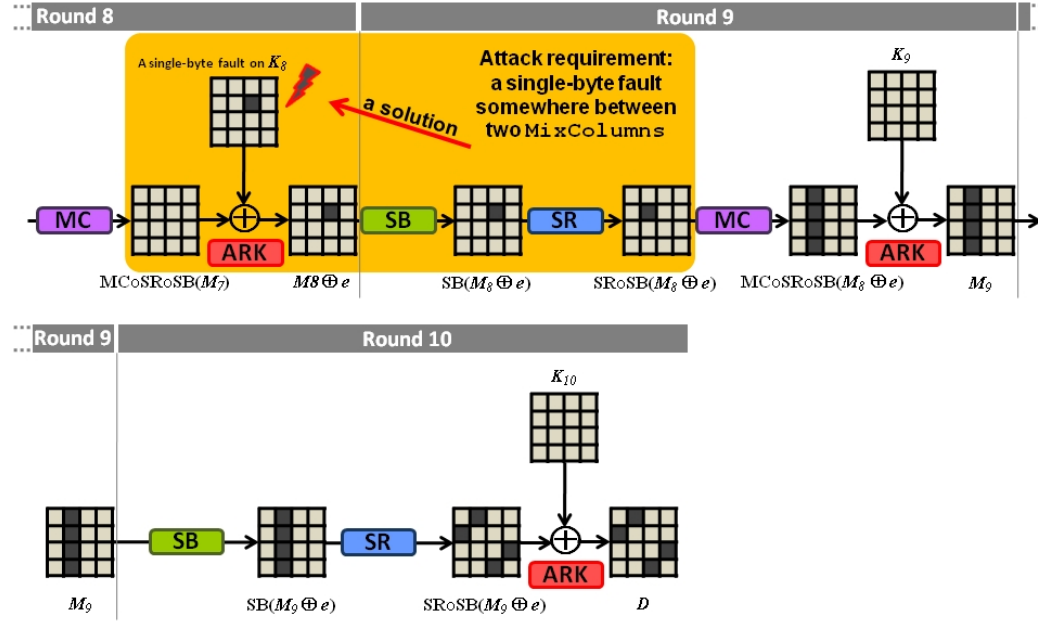 Round 8
Round 9
A single-byte fault on K8
a solution
Attack requirement:
a single-byte fault
somewhere between
two MixColumns
K9
MC
ARK
SB
SR
MC
ARK
MCoSRoSB(M7)
M8⊕e
SB(M8⊕e)
SRoSB(M8⊕e)
MCoSRoSB(M8⊕e)
M9
Round 9
Round 10
K10
SB
SR
ARK
M9
SB(M9⊕e)
SRoSB(M9⊕e)
D